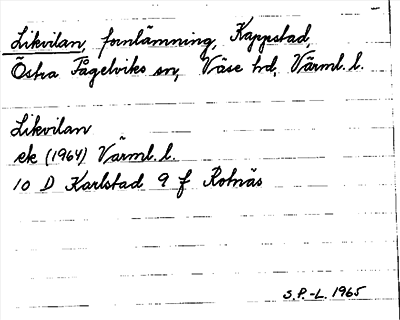 Likvilan, fornlämning, Kappstad,
Östra Fågelviks sn, Väse hd, Värml. l.
Likvilan
ek (1964) Värml. l.
10 D Karlstad 9 f Rotnäs
S.P.-L. 1965